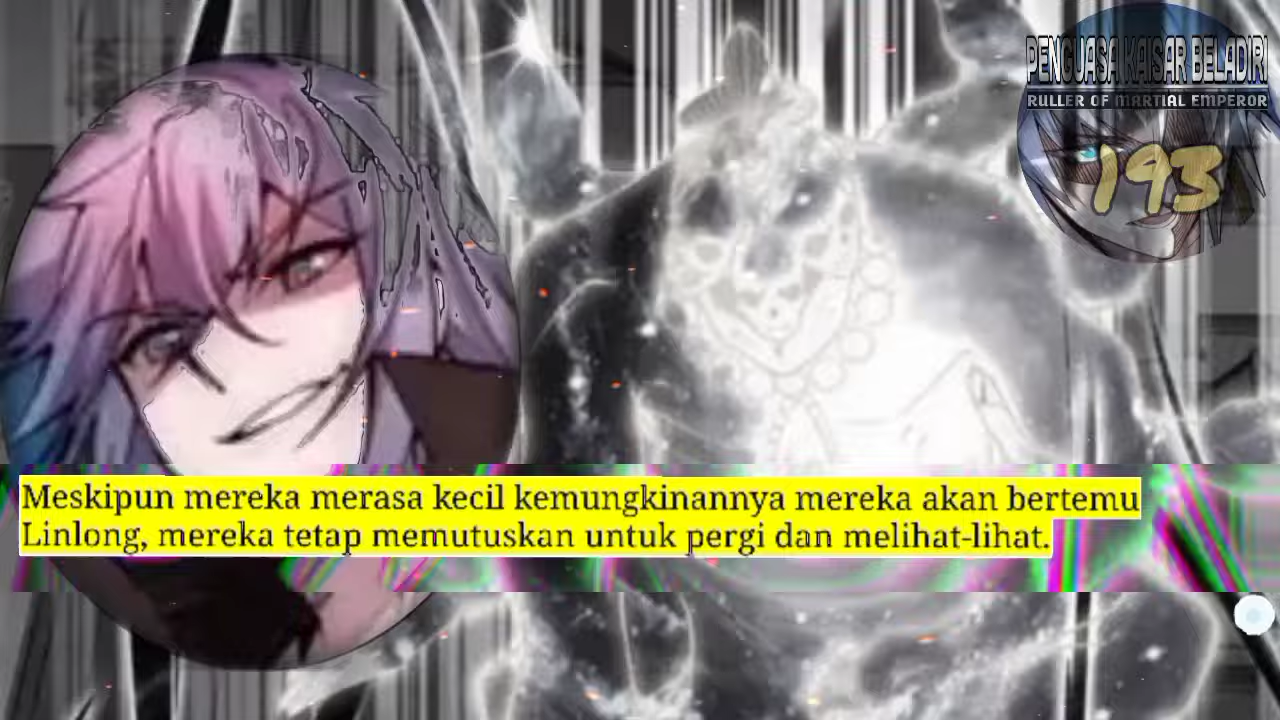 PENGUASA KAISAR BELADIRI
RULLER OF MARTIAL EMPEROR
193
Meskipun mereka merasa kecil kemungkinannya mereka akan bertemu
Linlong, mereka tetap memutuskan untuk pergi dan melihat-lihat.